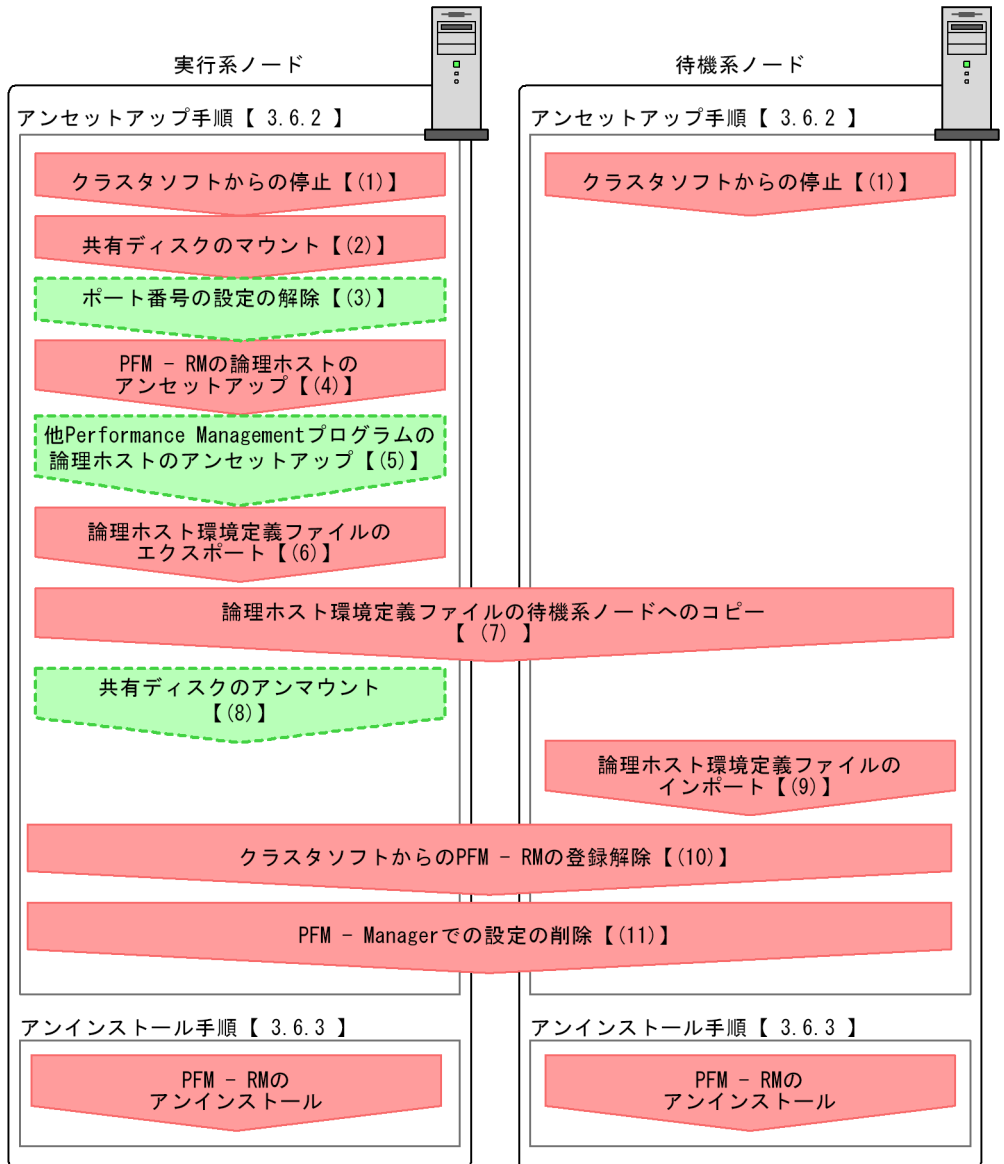 実行系ノード
待機系ノード
アンセットアップ手順【 3.6.2 】
アンセットアップ手順【 3.6.2 】
クラスタソフトからの停止【(1)】
クラスタソフトからの停止【(1)】
共有ディスクのマウント【(2)】
ポート番号の設定の解除【(3)】
PFM - RMの論理ホストの
アンセットアップ【(4)】
他Performance Managementプログラムの
論理ホストのアンセットアップ【(5)】
論理ホスト環境定義ファイルの
エクスポート【(6)】
論理ホスト環境定義ファイルの待機系ノードへのコピー
【 (7) 】
共有ディスクのアンマウント
【(8)】
論理ホスト環境定義ファイルの
インポート【(9)】
クラスタソフトからのPFM - RMの登録解除【(10)】
PFM - Managerでの設定の削除【(11)】
アンインストール手順【 3.6.3 】
アンインストール手順【 3.6.3 】
PFM - RMの
アンインストール
PFM - RMの
アンインストール